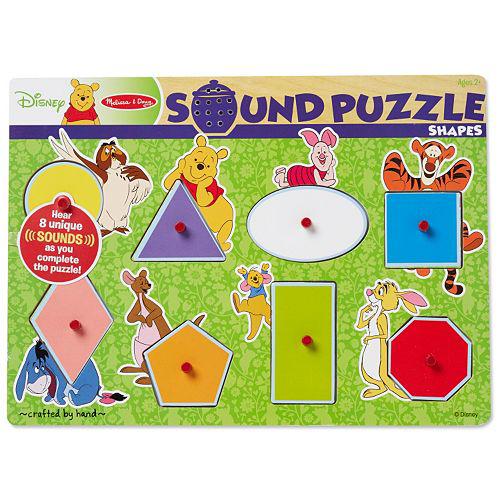 Ages 2+
Disney
Melissa & Doug
SOUND PUZZLE
SHAPES
Hear
8 unique
((((SOUNDS))))
as you
complete
the puzzle!
~crafted by hand~
© Disney